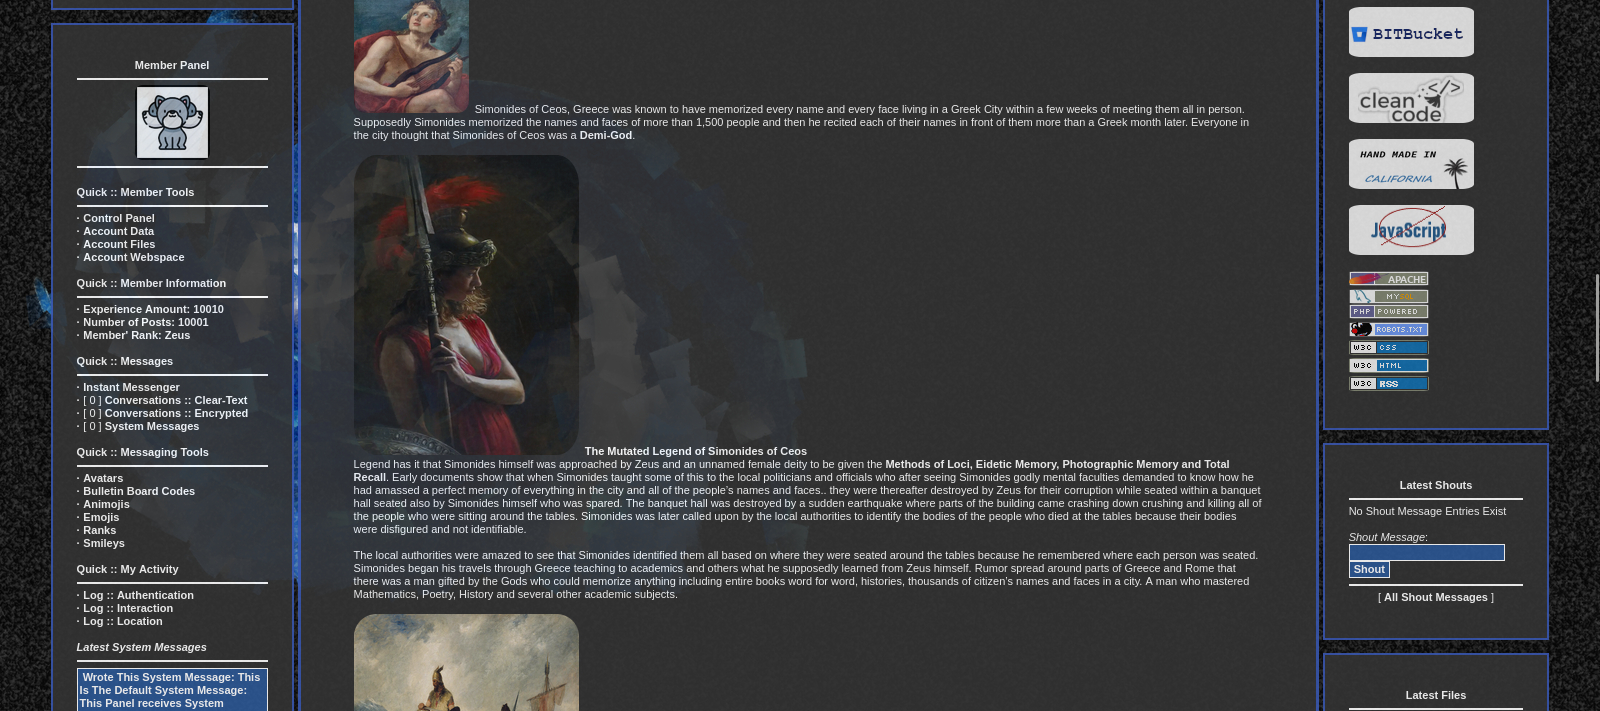 Member Panel
Quick :: Member Tools
· Control Panel
· Account Data
· Account Files
· Account Webspace
Quick :: Member Information
· Experience Amount: 10010
· Number of Posts: 10001
· Member' Rank: Zeus
Quick :: Messages
· Instant Messenger
· [ 0 ] Conversations :: Clear-Text
· [ 0 ] Conversations :: Encrypted
· [ 0 ] System Messages
Quick :: Messaging Tools
· Avatars
· Bulletin Board Codes
· Animojis
· Emojis
· Ranks
· Smileys
Quick :: My Activity
· Log :: Authentication
· Log :: Interaction
· Log :: Location
Latest System Messages
Wrote This System Message: This
Is The Default System Message:
This Panel receives System
Simonides of Ceos, Greece was known to have memorized every name and every face living in a Greek City within a few weeks of meeting them all in person.
Supposedly Simonides memorized the names and faces of more than 1,500 people and then he recited each of their names in front of them more than a Greek month later. Everyone in
the city thought that Simonides of Ceos was a Demi-God.
The Mutated Legend of Simonides of Ceos
Legend has it that Simonides himself was approached by Zeus and an unnamed female deity to be given the Methods of Loci, Eidetic Memory, Photographic Memory and Total
Recall. Early documents show that when Simonides taught some of this to the local politicians and officials who after seeing Simonides godly mental faculties demanded to know how he
had amassed a perfect memory of everything in the city and all of the people's names and faces.. they were thereafter destroyed by Zeus for their corruption while seated within a banquet
hall seated also by Simonides himself who was spared. The banquet hall was destroyed by a sudden earthquake where parts of the building came crashing down crushing and killing all of
the people who were sitting around the tables. Simonides was later called upon by the local authorities to identify the bodies of the people who died at the tables because their bodies
were disfigured and not identifiable.
The local authorities were amazed to see that Simonides identified them all based on where they were seated around the tables because he remembered where each person was seated.
Simonides began his travels through Greece teaching to academics and others what he supposedly learned from Zeus himself. Rumor spread around parts of Greece and Rome that
there was a man gifted by the Gods who could memorize anything including entire books word for word, histories, thousands of citizen's names and faces in a city. A man who mastered
Mathematics, Poetry, History and several other academic subjects.
BITBucket
clean </>
code
HAND MADE IN
CALIFORNIA
JavaScript
APACHE
MYSQL
PHP POWERED
ROBOTS.TXT
W3C CSS
W3C HTML
W3C RSS
Latest Shouts
No Shout Message Entries Exist
Shout Message:
Shout
[ All Shout Messages ]
Latest Files